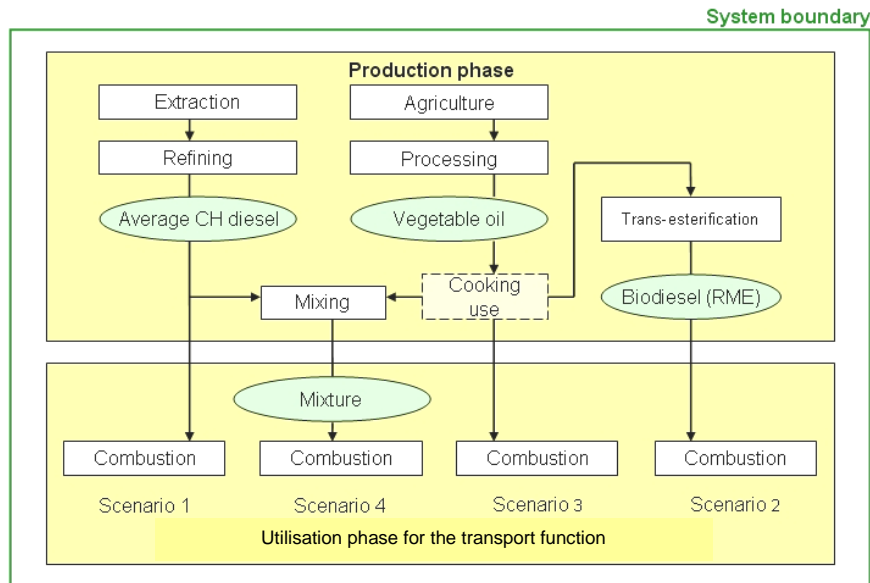 System boundary
Production phase
Extraction
Agriculture
Refining
Processing
Average CH diesel
Vegetable oil
Trans-esterification
Mixing
Cooking
use
Biodiesel (RME)
Mixture
Combustion
Combustion
Combustion
Combustion
Scenario 1
Scenario 4
Scenario 3
Scenario 2
Utilisation phase for the transport function